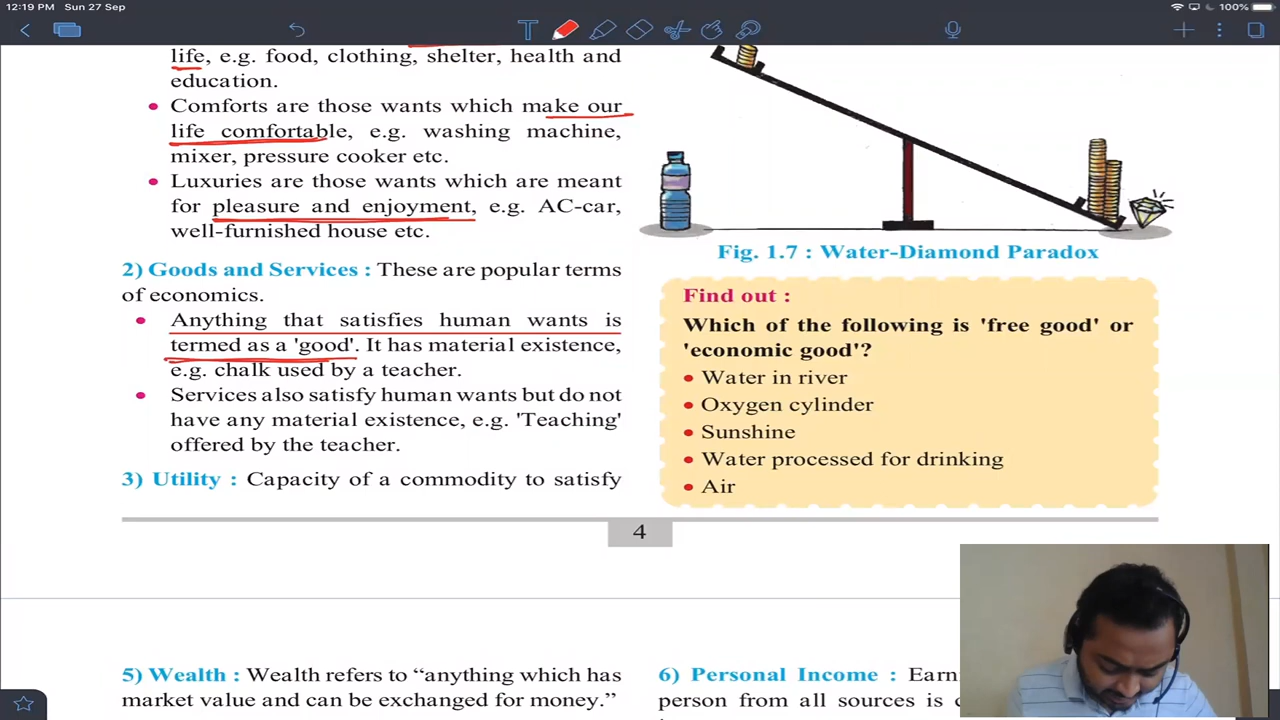 12:19 PM Sun 27 Sep
100%
T
life, e.g. food, clothing, shelter, health and
education.
• Comforts are those wants which make our
life comfortable, e.g. washing machine,
mixer, pressure cooker etc.
• Luxuries are those wants which are meant
for pleasure and enjoyment, e.g. AC-car,
well-furnished house etc.
2) Goods and Services : These are popular terms
of economics.
• Anything that satisfies human wants is
termed as a 'good'. It has material existence,
e.g. chalk used by a teacher.
• Services also satisfy human wants but do not
have any material existence, e.g. 'Teaching'
offered by the teacher.
3) Utility : Capacity of a commodity to satisfy
Fig. 1.7 : Water-Diamond Paradox
Find out :
Which of the following is 'free good' or
'economic good'?
• Water in river
• Oxygen cylinder
• Sunshine
• Water processed for drinking
• Air
4
5) Wealth : Wealth refers to “anything which has
market value and can be exchanged for money.”
6) Personal Income : Earn
person from all sources is